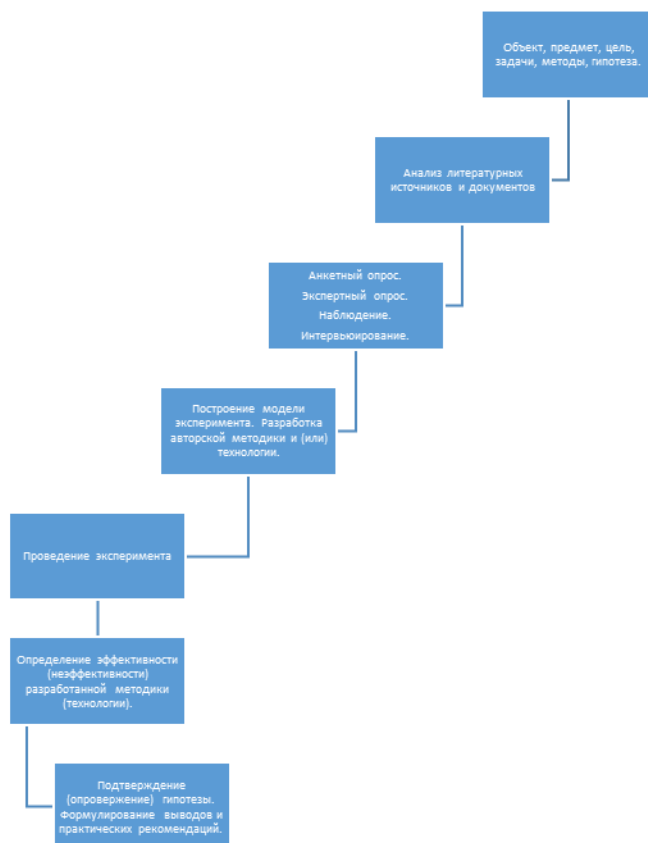 Объект, предмет, цель,
задачи, методы, гипотеза.
Анализ литературных
источников и документов
Анкетный опрос.
Экспертный опрос.
Наблюдение.
Интервьюирование.
Построение модели
эксперимента. Разработка
авторской методики и (или)
технологии.
Проведение эксперимента
Определение эффективности
(неэффективности)
разработанной методики
(технологии).
Подтверждение
(опровержение) гипотезы.
Формулирование выводов и
практических рекомендаций.